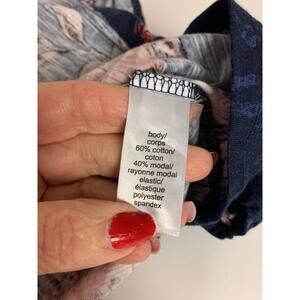 body/
corps
60% cotton/
coton
40% modal/
rayonne modal
elastic/
élastique
polyester
spandex